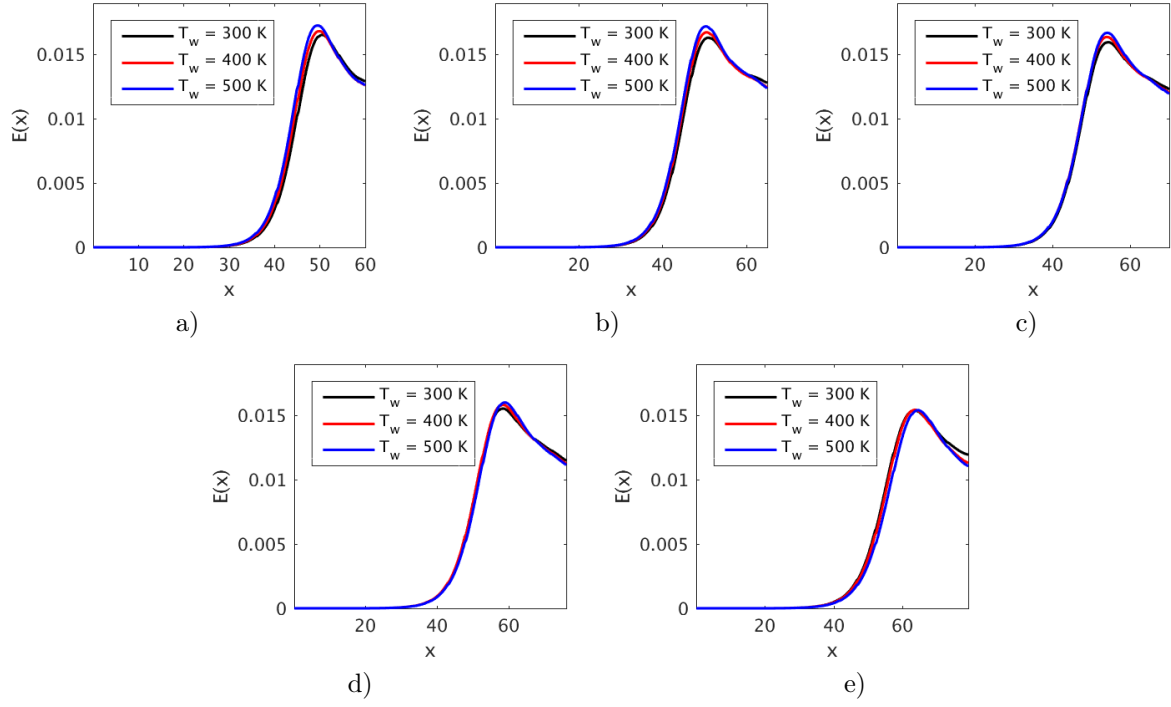 0.015
0.01
0.005
0
E(x)
T_w = 300 K
T_w = 400 K
T_w = 500 K
10 20 30 40 50 60
x
a)
0.015
0.01
0.005
0
E(x)
T_w = 300 K
T_w = 400 K
T_w = 500 K
20 40 60
x
b)
0.015
0.01
0.005
0
E(x)
T_w = 300 K
T_w = 400 K
T_w = 500 K
20 40 60
x
c)
0.015
0.01
0.005
0
E(x)
T_w = 300 K
T_w = 400 K
T_w = 500 K
20 40 60
x
d)
0.015
0.01
0.005
0
E(x)
T_w = 300 K
T_w = 400 K
T_w = 500 K
20 40 60
x
e)